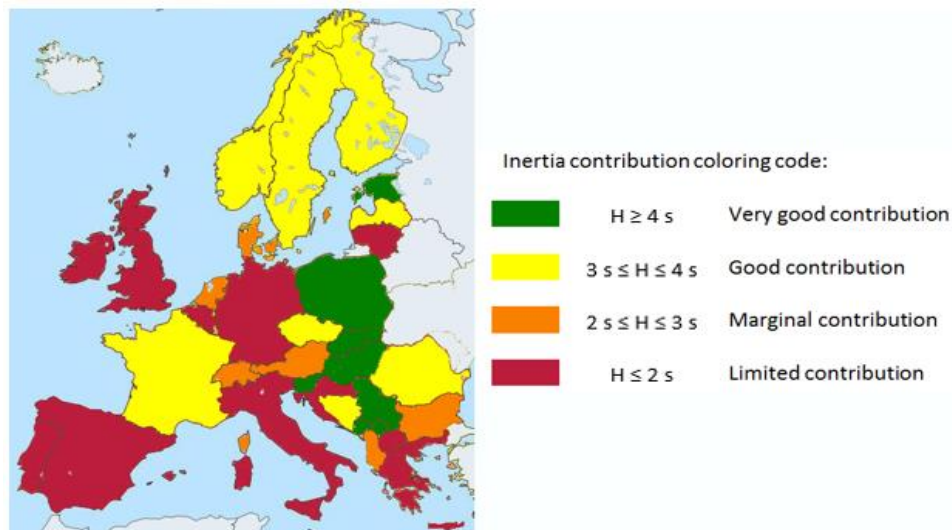 Inertia contribution coloring code:
H ≥ 4 s Very good contribution
3 s ≤ H ≤ 4 s Good contribution
2 s ≤ H ≤ 3 s Marginal contribution
H ≤ 2 s Limited contribution